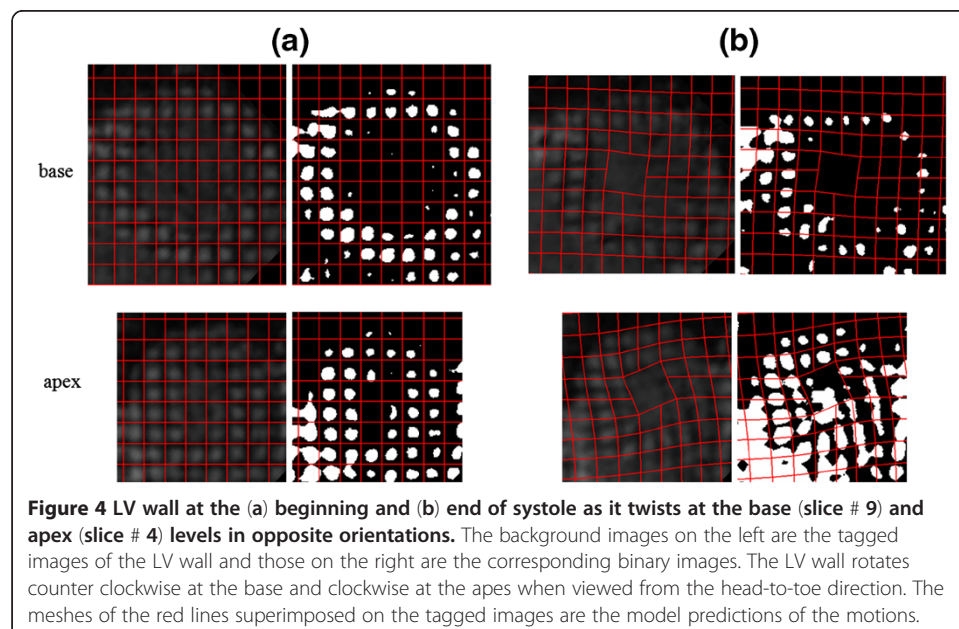 (a) (b)
base
apex
Figure 4 LV wall at the (a) beginning and (b) end of systole as it twists at the base (slice # 9) and
apex (slice # 4) levels in opposite orientations. The background images on the left are the tagged
images of the LV wall and those on the right are the corresponding binary images. The LV wall rotates
counter clockwise at the base and clockwise at the apes when viewed from the head-to-toe direction. The
meshes of the red lines superimposed on the tagged images are the model predictions of the motions.